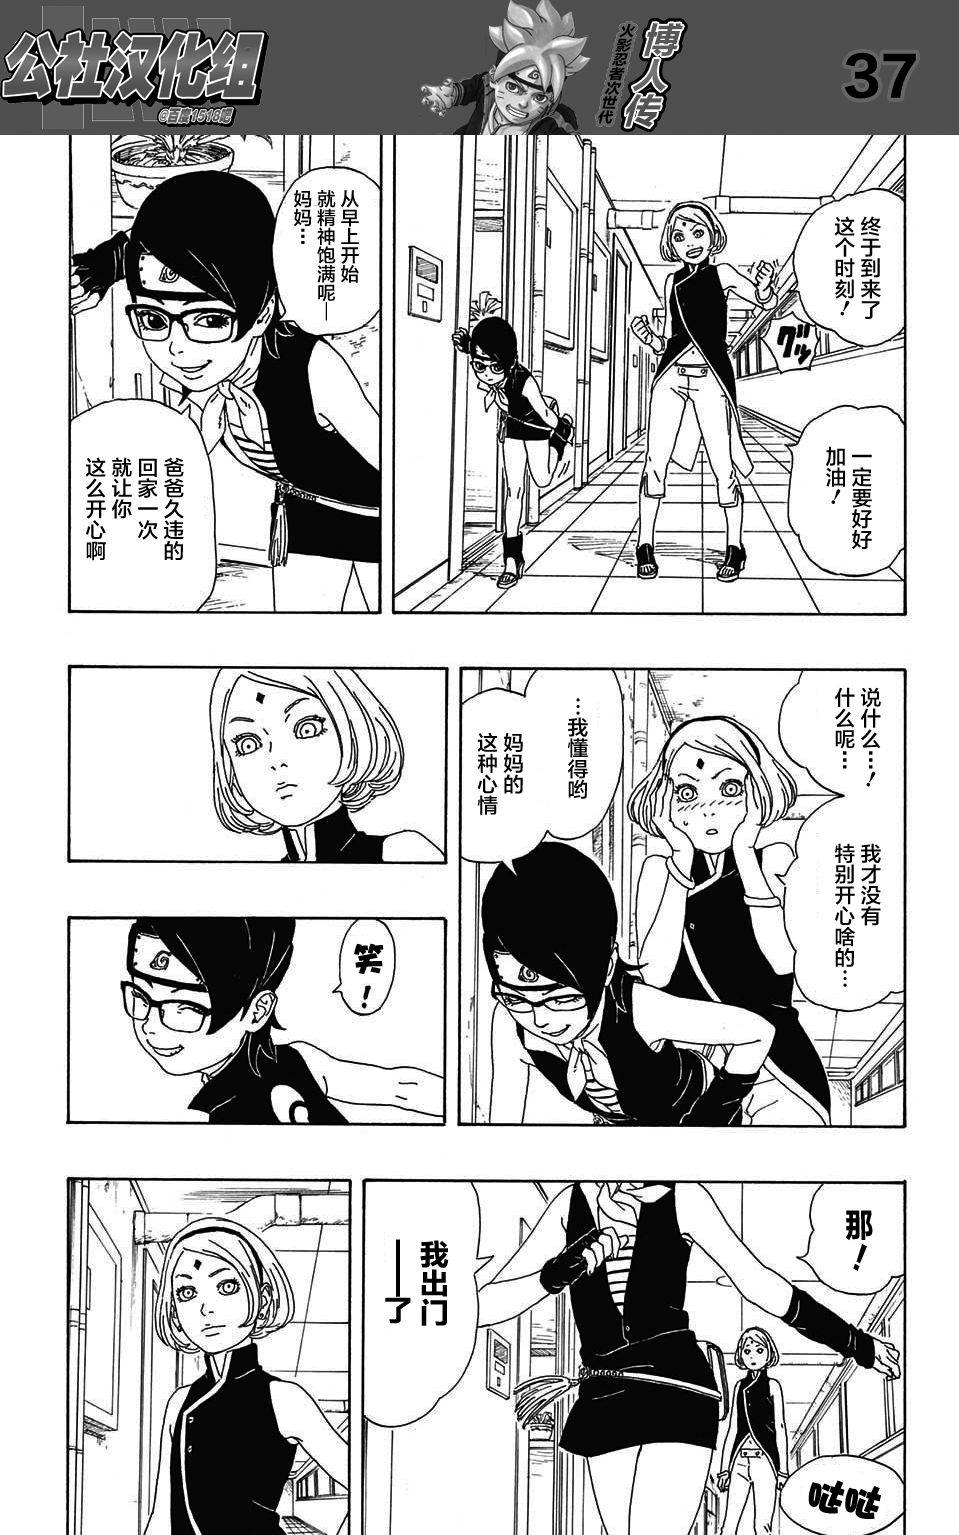 公社汉化组
@百度1516吧
火影忍者次世代
博人传
37
终于到来了
这个时刻!
グッ
一定要好好
加油!
从早上开始
就精神饱满呢—
妈妈…
爸爸久违的
回家一次
就让你
这么开心啊
说什么…!
什么呢…
我才没有
特别开心啥的…
…我懂得哟
妈妈的
这种心情
笑!
那!
我出门
——了
哒哒